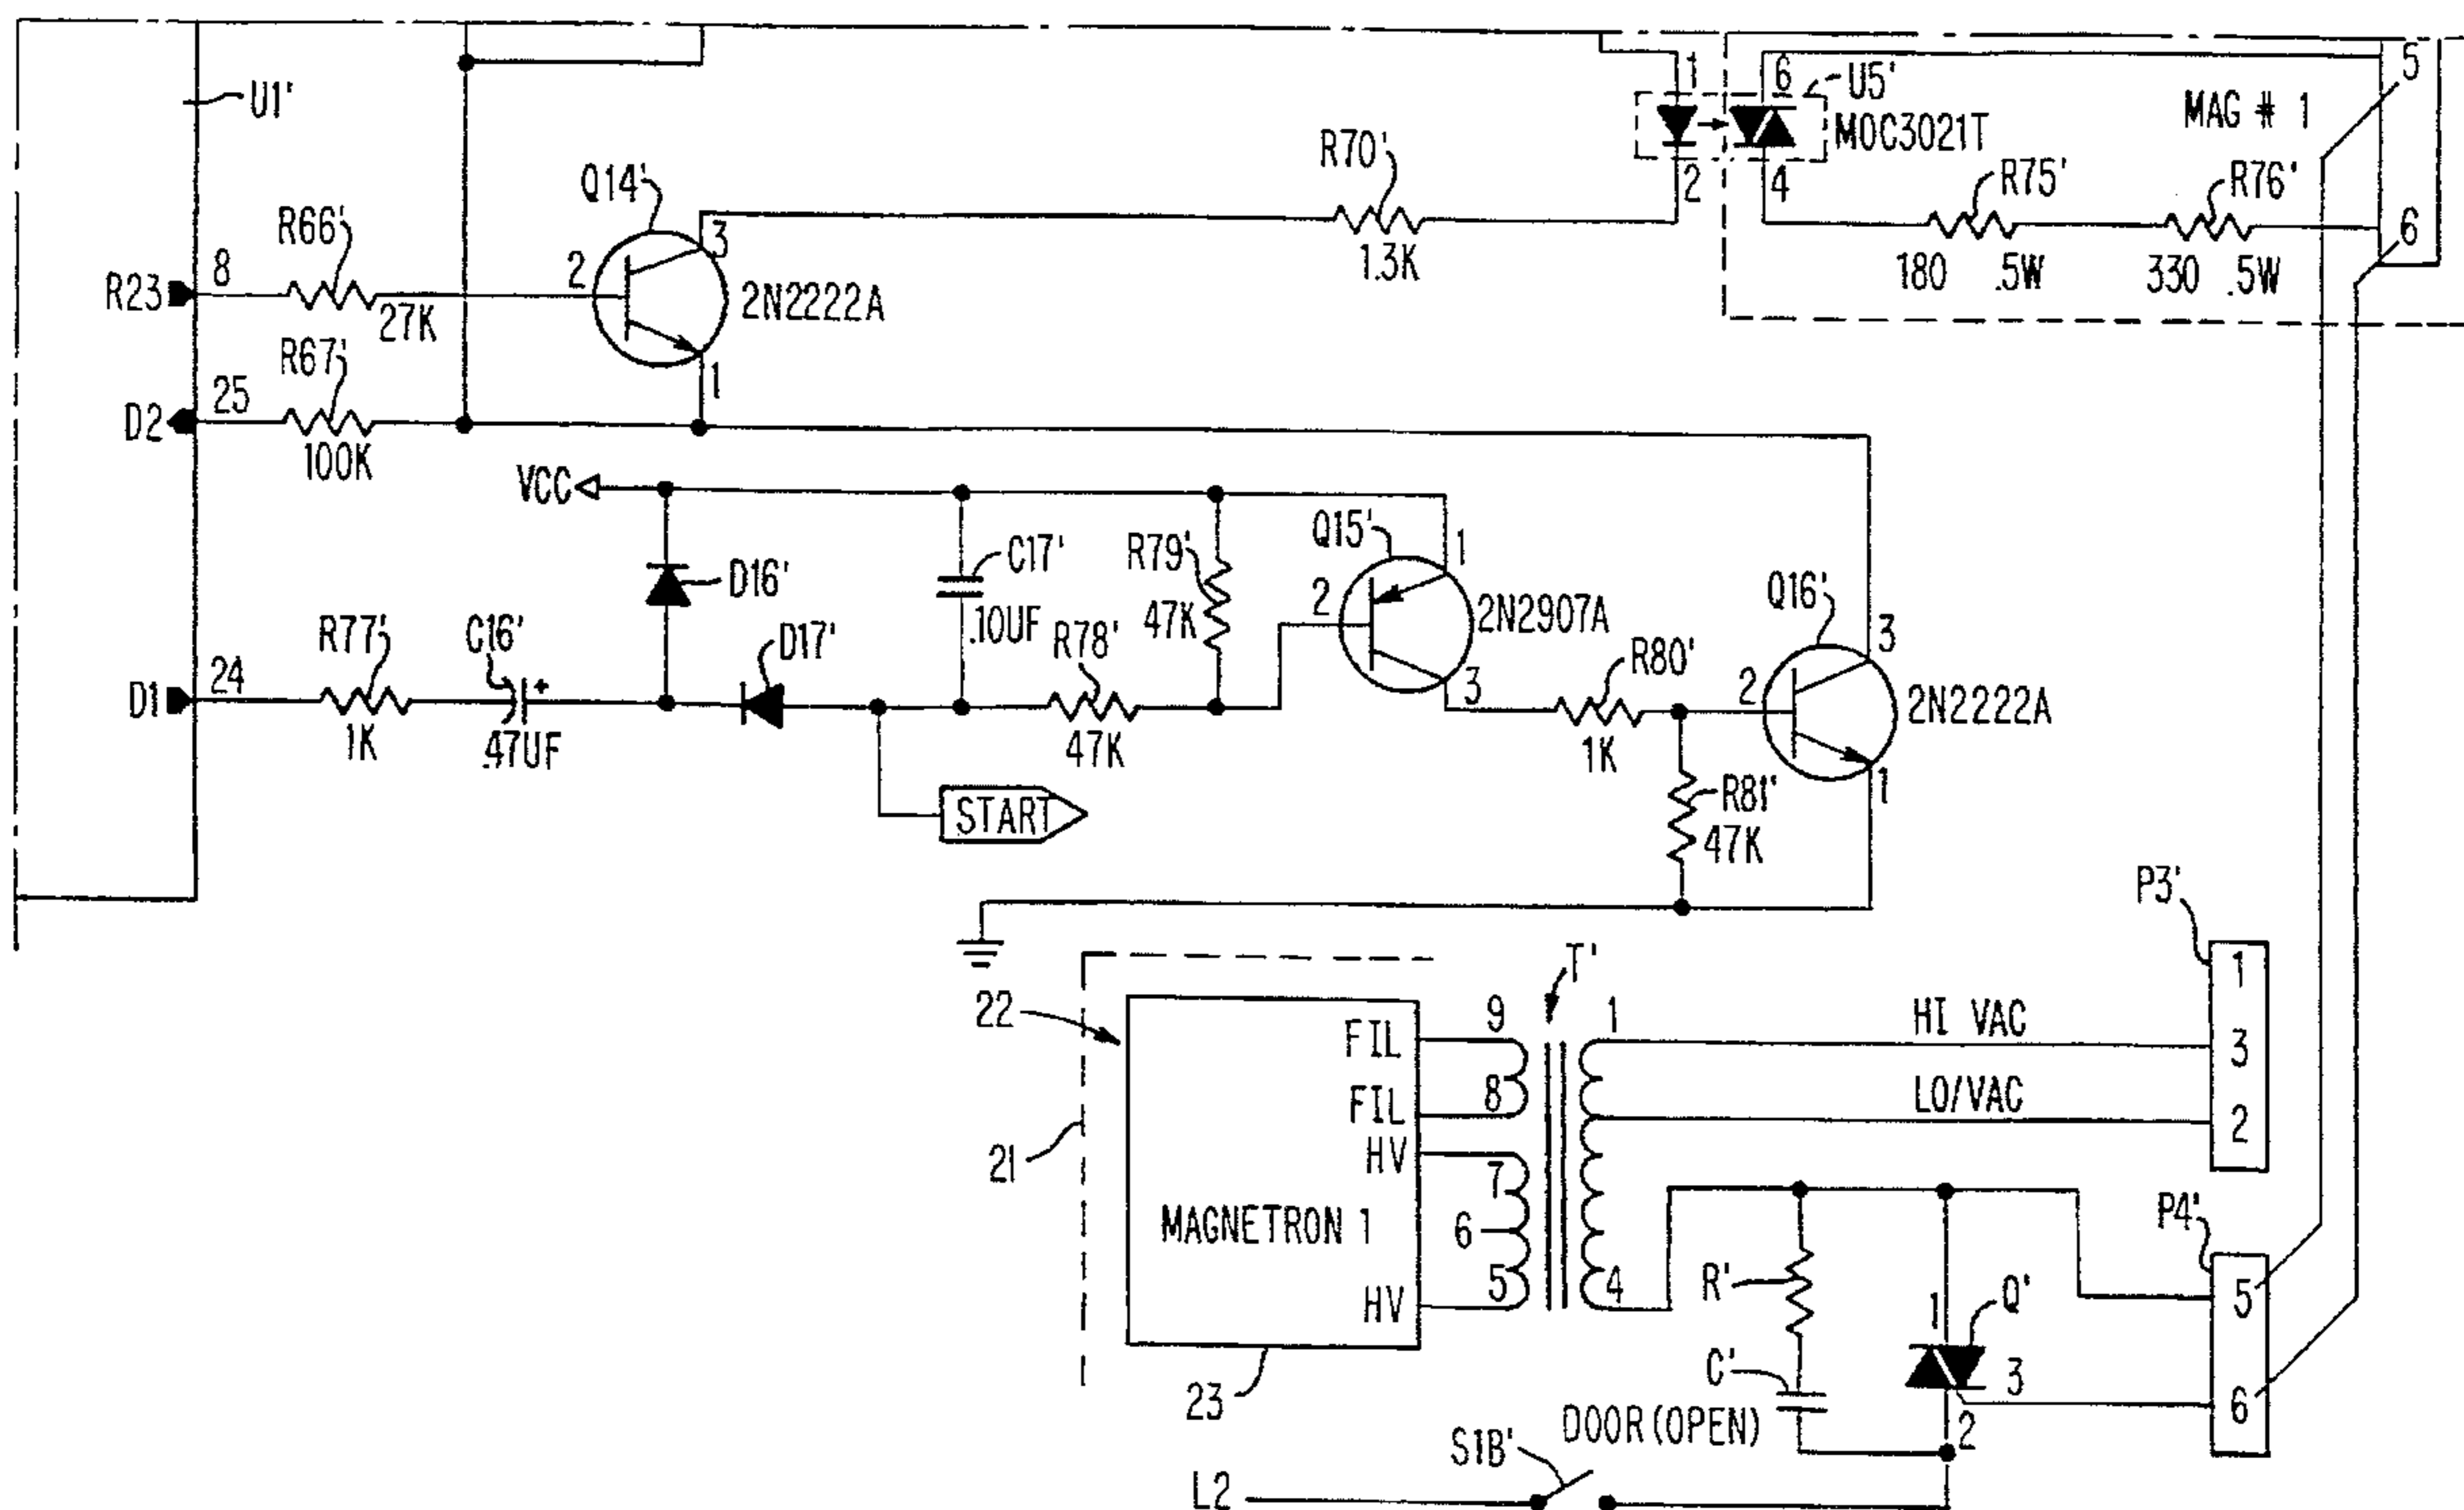 U1'
1
6
U5'
MOC3021T
2
4
MAG # 1
5
6
R70'
1.3K
R75'
180 .5W
R76'
330 .5W
Q14'
3
2
1
2N2222A
R23
8
R66'
27K
D2
25
R67'
100K
VCC
D16'
C17'
.10UF
R79'
47K
Q15'
1
2
3
2N2907A
Q16'
3
2
1
2N2222A
D1
24
R77'
1K
C16'
+
.47UF
D17'
R78'
47K
R80'
1K
R81'
47K
START
P3'
1
3
2
T'
22
21
23
FIL
FIL
HV
MAGNETRON 1
HV
9
8
7
6
5
1
4
HI VAC
LO/VAC
P4'
5
6
R'
C'
1
Q'
3
2
DOOR (OPEN)
S1B'
L2